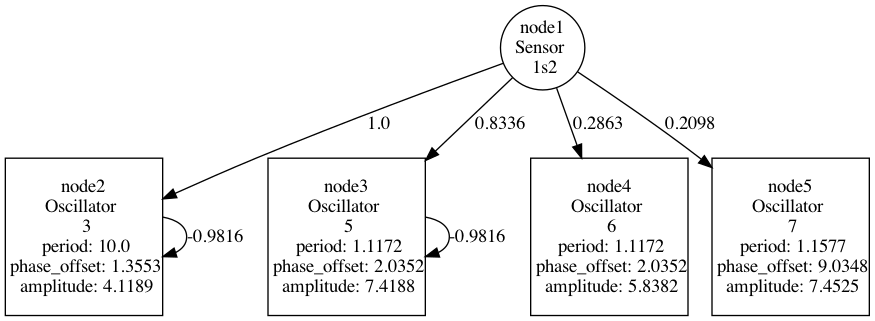 node1
Sensor
1s2
1.0
0.8336
0.2863
0.2098
node2
Oscillator
3
period: 10.0
phase_offset: 1.3553
amplitude: 4.1189
-0.9816
node3
Oscillator
5
period: 1.1172
phase_offset: 2.0352
amplitude: 7.4188
-0.9816
node4
Oscillator
6
period: 1.1172
phase_offset: 2.0352
amplitude: 5.8382
node5
Oscillator
7
period: 1.1577
phase_offset: 9.0348
amplitude: 7.4525